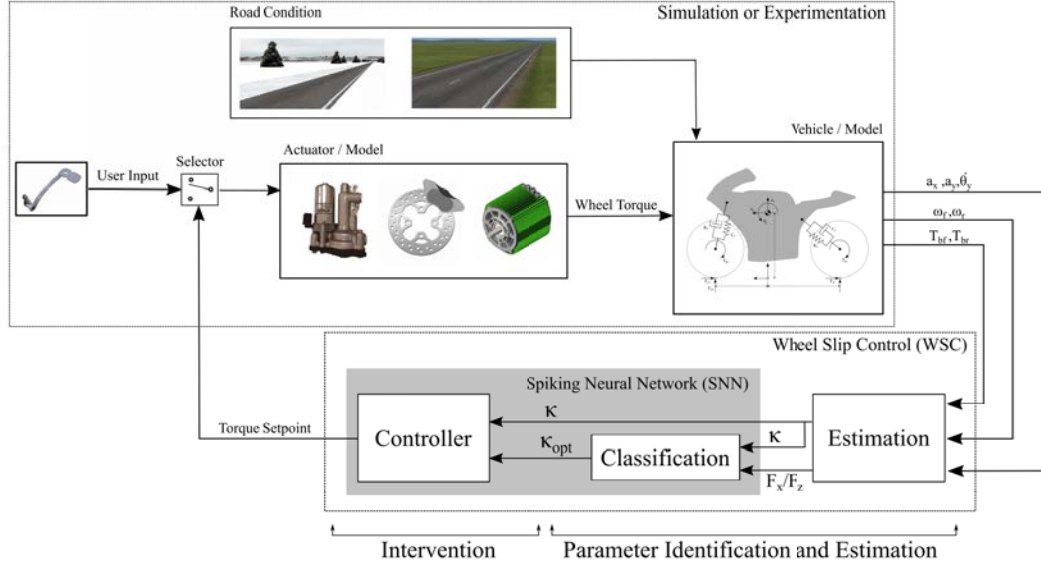 Simulation or Experimentation
Road Condition
Vehicle / Model
Selector
Actuator / Model
User Input
Wheel Torque
a_x ,a_y,θ̇_y
ω_f,ω_r
T_bf,T_br
Wheel Slip Control (WSC)
Spiking Neural Network (SNN)
κ
Torque Setpoint
Controller
κ_opt
Classification
κ
Estimation
F_x/F_z
Intervention
Parameter Identification and Estimation